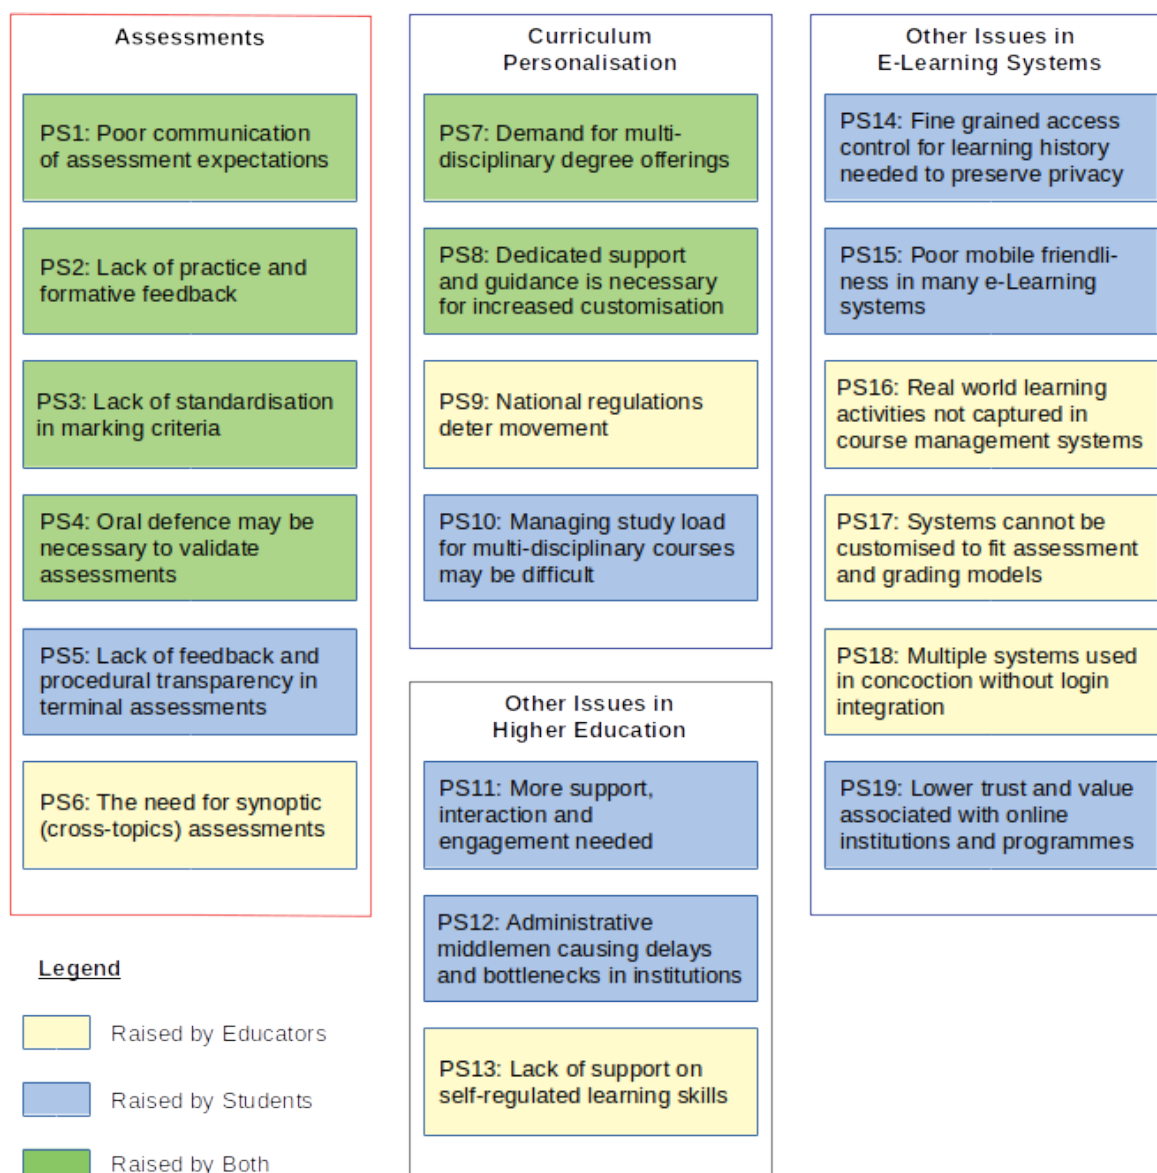 Assessments
PS1: Poor communication
of assessment expectations
PS2: Lack of practice and
formative feedback
PS3: Lack of standardisation
in marking criteria
PS4: Oral defence may be
necessary to validate
assessments
PS5: Lack of feedback and
procedural transparency in
terminal assessments
PS6: The need for synoptic
(cross-topics) assessments
Legend
Raised by Educators
Raised by Students
Raised by Both
Curriculum
Personalisation
PS7: Demand for multi-
disciplinary degree offerings
PS8: Dedicated support
and guidance is necessary
for increased customisation
PS9: National regulations
deter movement
PS10: Managing study load
for multi-disciplinary courses
may be difficult
Other Issues in
Higher Education
PS11: More support,
interaction and
engagement needed
PS12: Administrative
middlemen causing delays
and bottlenecks in institutions
PS13: Lack of support on
self-regulated learning skills
Other Issues in
E-Learning Systems
PS14: Fine grained access
control for learning history
needed to preserve privacy
PS15: Poor mobile friendli-
ness in many e-Learning
systems
PS16: Real world learning
activities not captured in
course management systems
PS17: Systems cannot be
customised to fit assessment
and grading models
PS18: Multiple systems used
in concoction without login
integration
PS19: Lower trust and value
associated with online
institutions and programmes